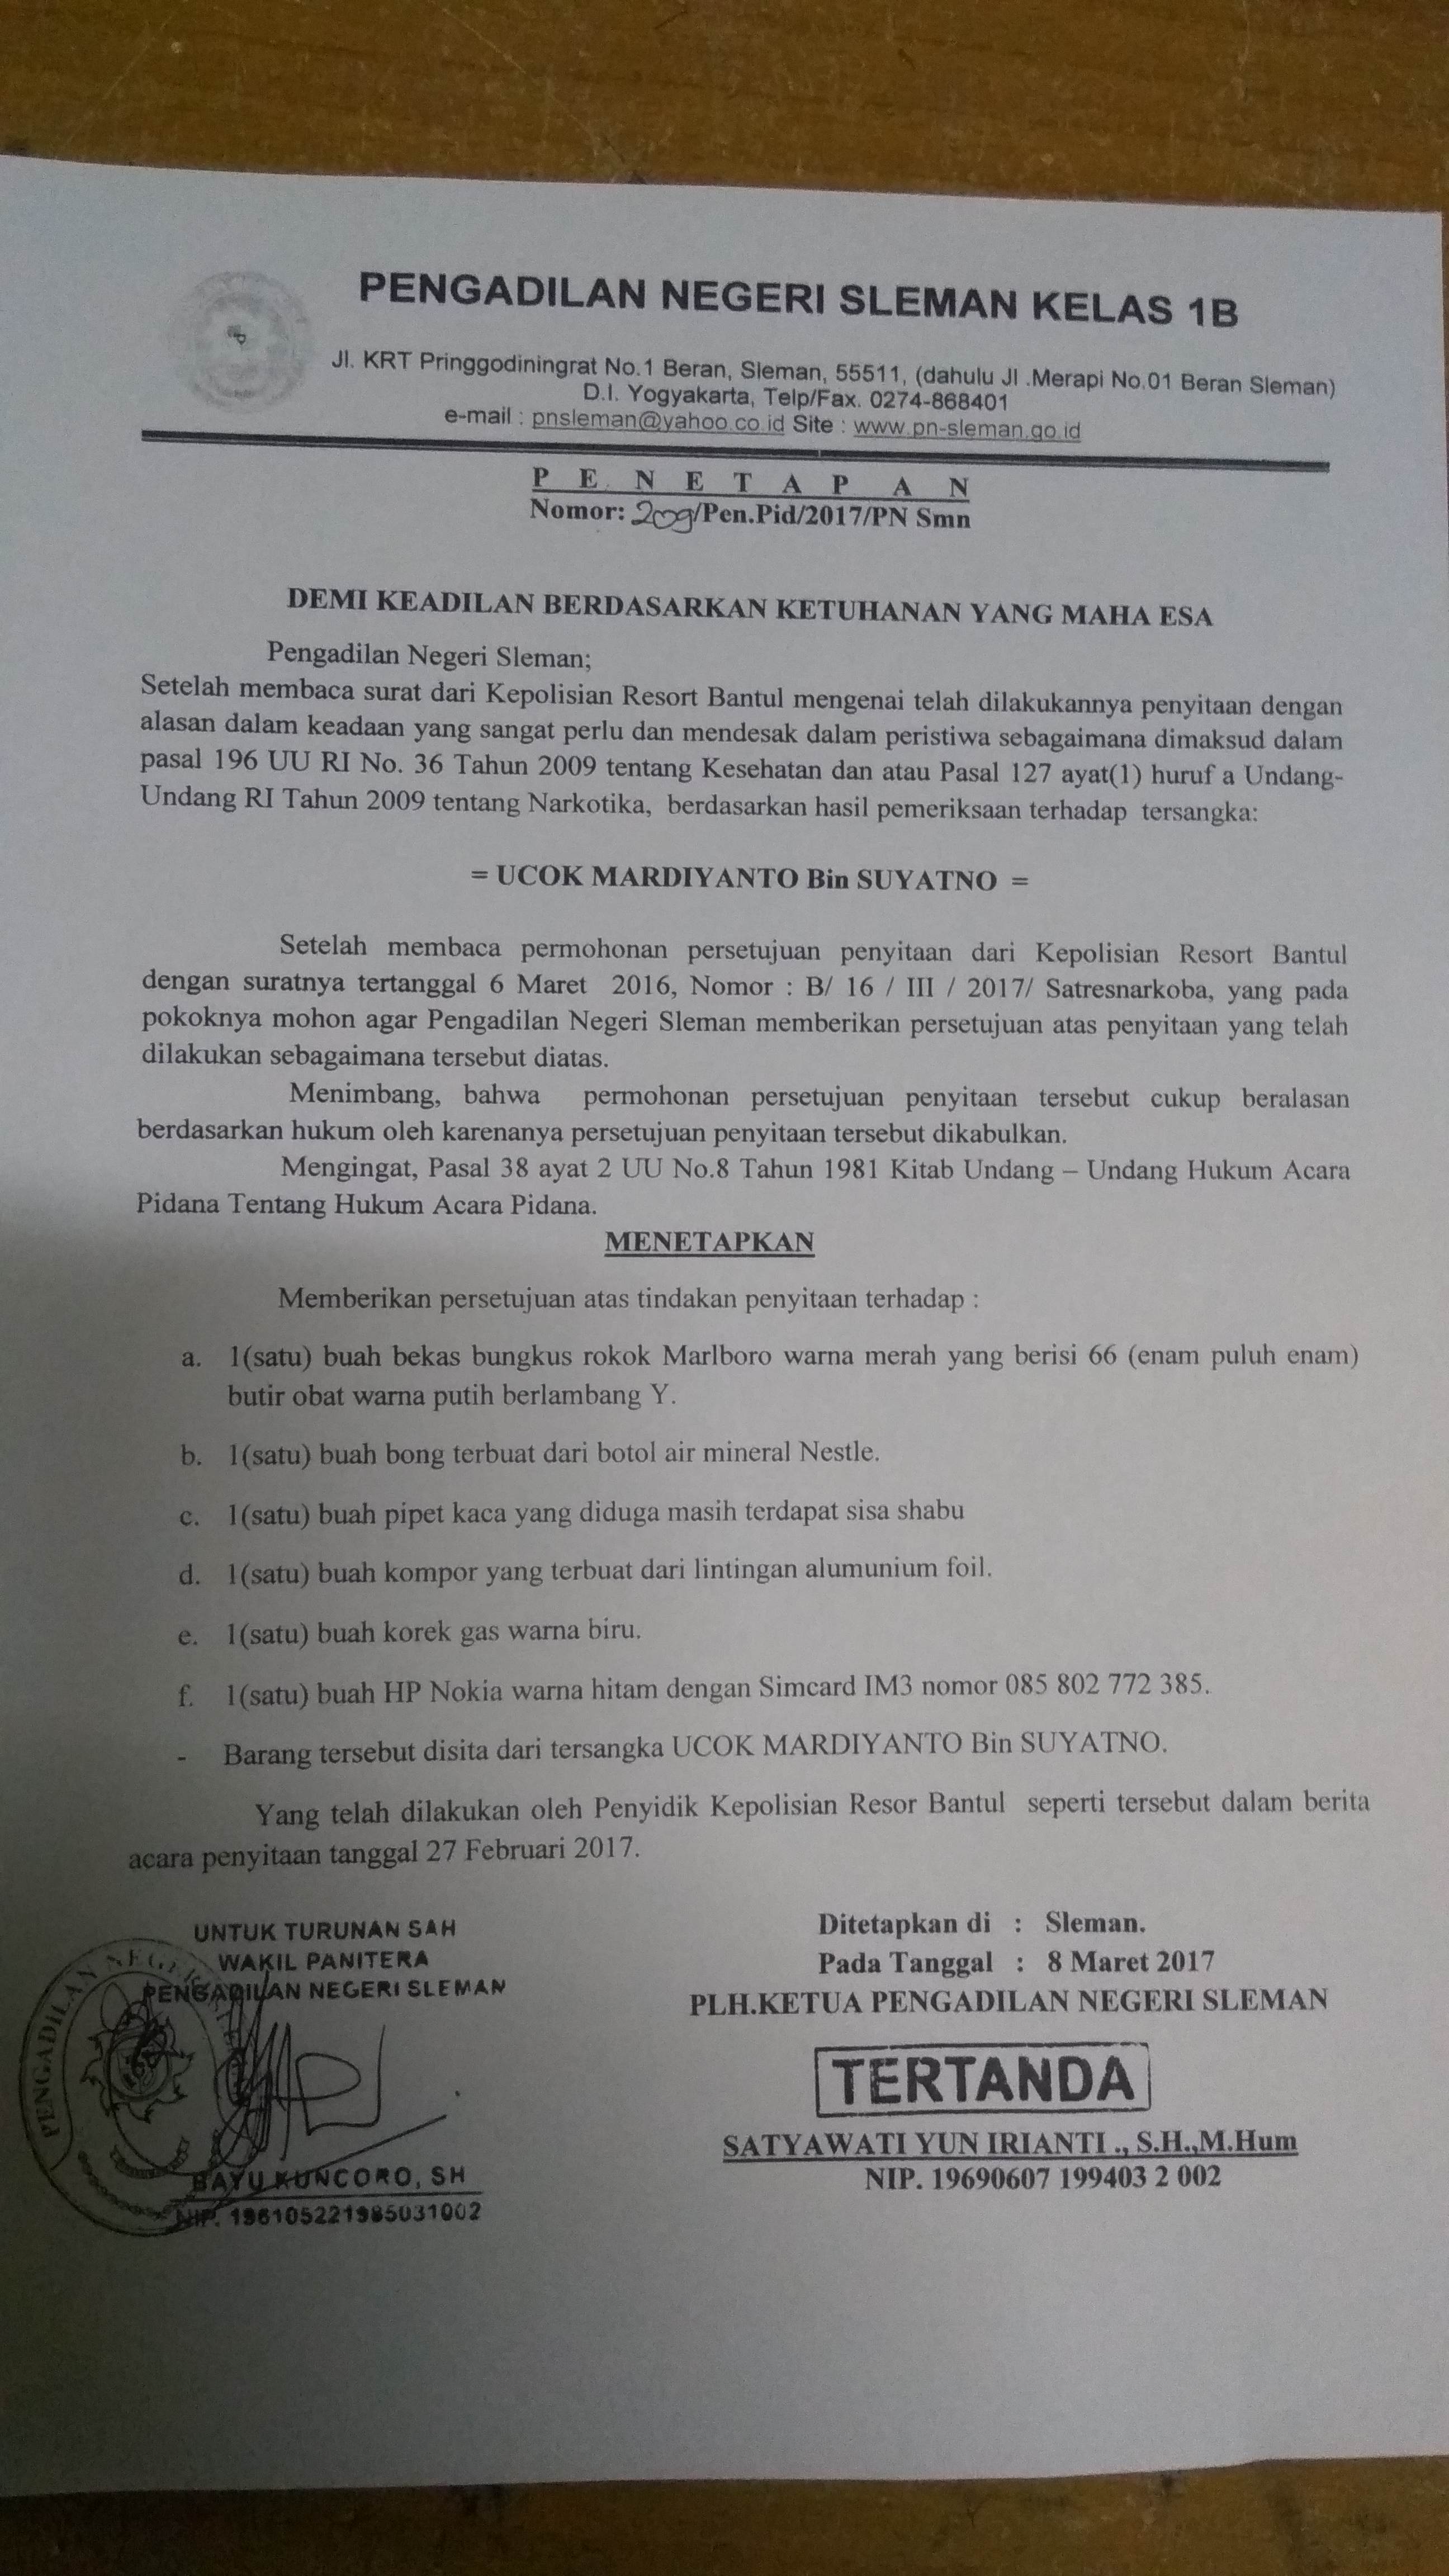 PENGADILAN NEGERI SLEMAN KELAS 1B
Jl. KRT Pringgodiningrat No.1 Beran, Sleman, 55511, (dahulu Jl .Merapi No.01 Beran Sleman)
D.I. Yogyakarta, Telp/Fax. 0274-868401
e-mail : pnsleman@yahoo.co.id Site : www.pn-sleman.go.id
P E N E T A P A N
Nomor: 209/Pen.Pid/2017/PN Smn
DEMI KEADILAN BERDASARKAN KETUHANAN YANG MAHA ESA
Pengadilan Negeri Sleman;
Setelah membaca surat dari Kepolisian Resort Bantul mengenai telah dilakukannya penyitaan dengan
alasan dalam keadaan yang sangat perlu dan mendesak dalam peristiwa sebagaimana dimaksud dalam
pasal 196 UU RI No. 36 Tahun 2009 tentang Kesehatan dan atau Pasal 127 ayat(1) huruf a Undang-
Undang RI Tahun 2009 tentang Narkotika, berdasarkan hasil pemeriksaan terhadap tersangka:
= UCOK MARDIYANTO Bin SUYATNO =
Setelah membaca permohonan persetujuan penyitaan dari Kepolisian Resort Bantul
dengan suratnya tertanggal 6 Maret 2016, Nomor : B/ 16 / III / 2017/ Satresnarkoba, yang pada
pokoknya mohon agar Pengadilan Negeri Sleman memberikan persetujuan atas penyitaan yang telah
dilakukan sebagaimana tersebut diatas.
Menimbang, bahwa permohonan persetujuan penyitaan tersebut cukup beralasan
berdasarkan hukum oleh karenanya persetujuan penyitaan tersebut dikabulkan.
Mengingat, Pasal 38 ayat 2 UU No.8 Tahun 1981 Kitab Undang – Undang Hukum Acara
Pidana Tentang Hukum Acara Pidana.
MENETAPKAN
Memberikan persetujuan atas tindakan penyitaan terhadap :
a. 1(satu) buah bekas bungkus rokok Marlboro warna merah yang berisi 66 (enam puluh enam)
butir obat warna putih berlambang Y.
b. 1(satu) buah bong terbuat dari botol air mineral Nestle.
c. 1(satu) buah pipet kaca yang diduga masih terdapat sisa shabu
d. 1(satu) buah kompor yang terbuat dari lintingan alumunium foil.
e. 1(satu) buah korek gas warna biru.
f. 1(satu) buah HP Nokia warna hitam dengan Simcard IM3 nomor 085 802 772 385.
- Barang tersebut disita dari tersangka UCOK MARDIYANTO Bin SUYATNO.
Yang telah dilakukan oleh Penyidik Kepolisian Resor Bantul seperti tersebut dalam berita
acara penyitaan tanggal 27 Februari 2017.
UNTUK TURUNAN SAH
WAKIL PANITERA
PENGADILAN NEGERI SLEMAN
PENGADILAN NEGERI
BAYU KUNCORO, SH
NIP. 196105221985031002
Ditetapkan di : Sleman.
Pada Tanggal : 8 Maret 2017
PLH.KETUA PENGADILAN NEGERI SLEMAN
TERTANDA
SATYAWATI YUN IRIANTI ., S.H.,M.Hum
NIP. 19690607 199403 2 002